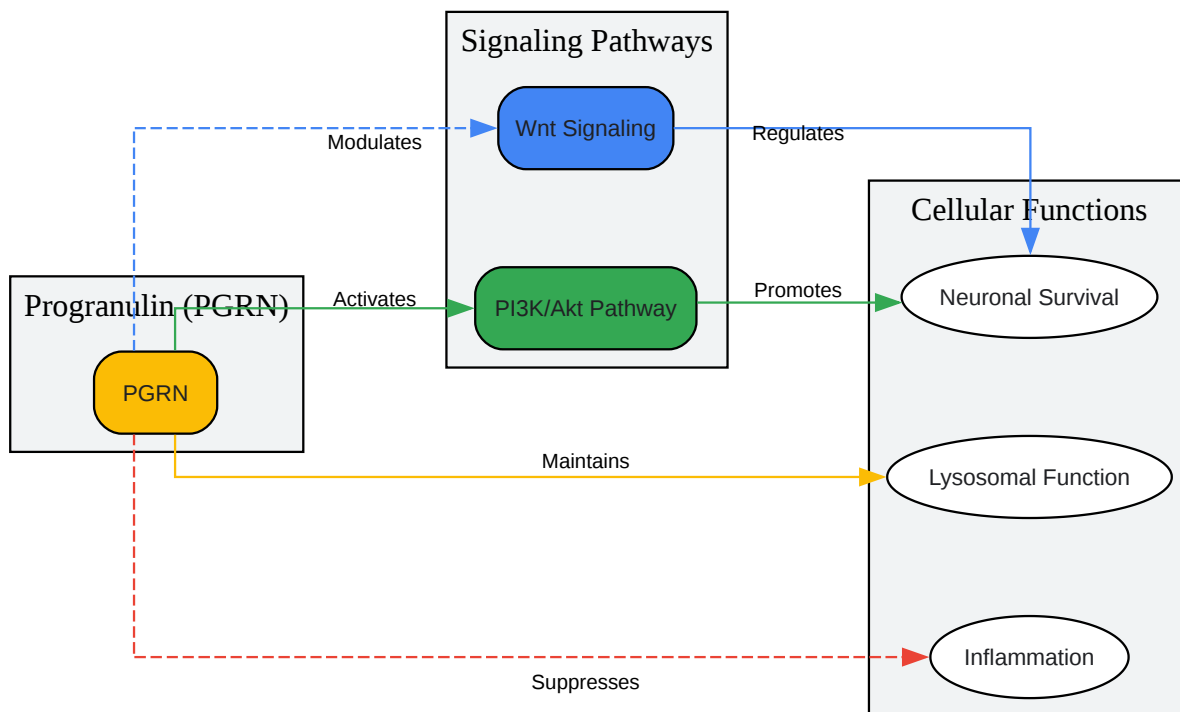 Signaling Pathways
Wnt Signaling
Modulates
Regulates
Cellular Functions
Progranulin (PGRN)
Activates
PI3K/Akt Pathway
Promotes
Neuronal Survival
PGRN
Maintains
Lysosomal Function
Suppresses
Inflammation